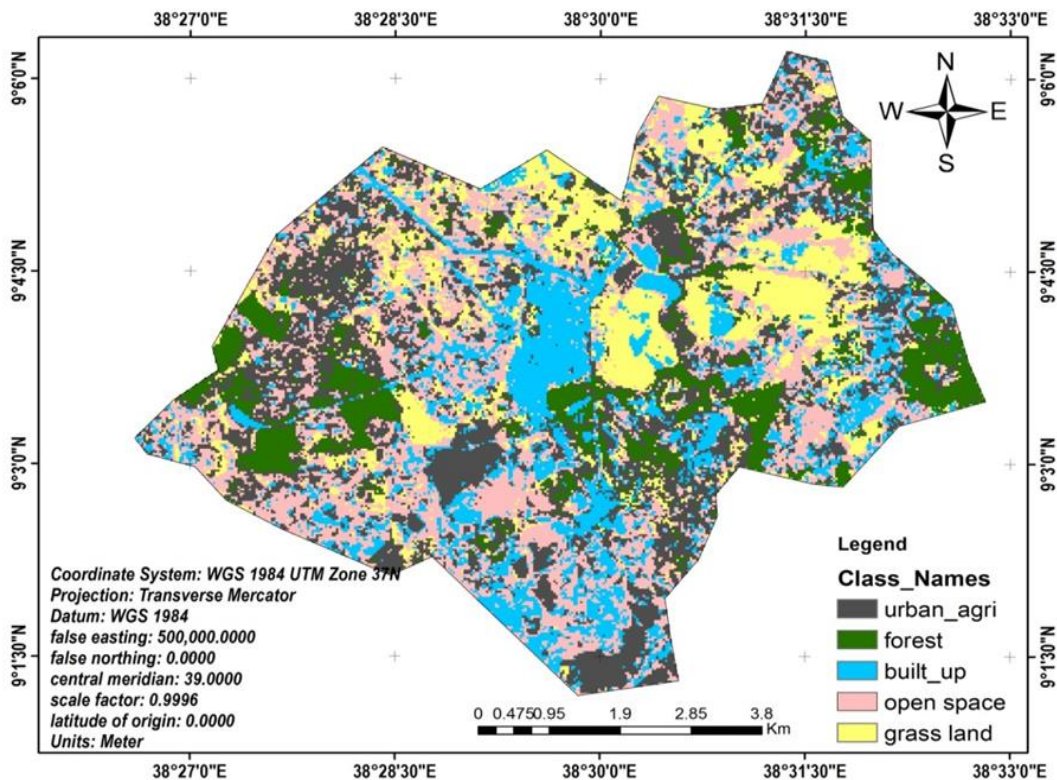 38°27'0"E 38°28'30"E 38°30'0"E 38°31'30"E 38°33'0"E
9°6'0"N
9°6'0"N
N
W E
S
9°4'30"N
9°4'30"N
9°3'0"N
9°3'0"N
Legend
Class_Names
urban_agri
forest
built_up
open space
grass land
Coordinate System: WGS 1984 UTM Zone 37N
Projection: Transverse Mercator
Datum: WGS 1984
false easting: 500,000.0000
false northing: 0.0000
central meridian: 39.0000
scale factor: 0.9996
latitude of origin: 0.0000
Units: Meter
9°1'30"N
9°1'30"N
0 0.4750.95 1.9 2.85 3.8
Km
38°27'0"E 38°28'30"E 38°30'0"E 38°31'30"E 38°33'0"E